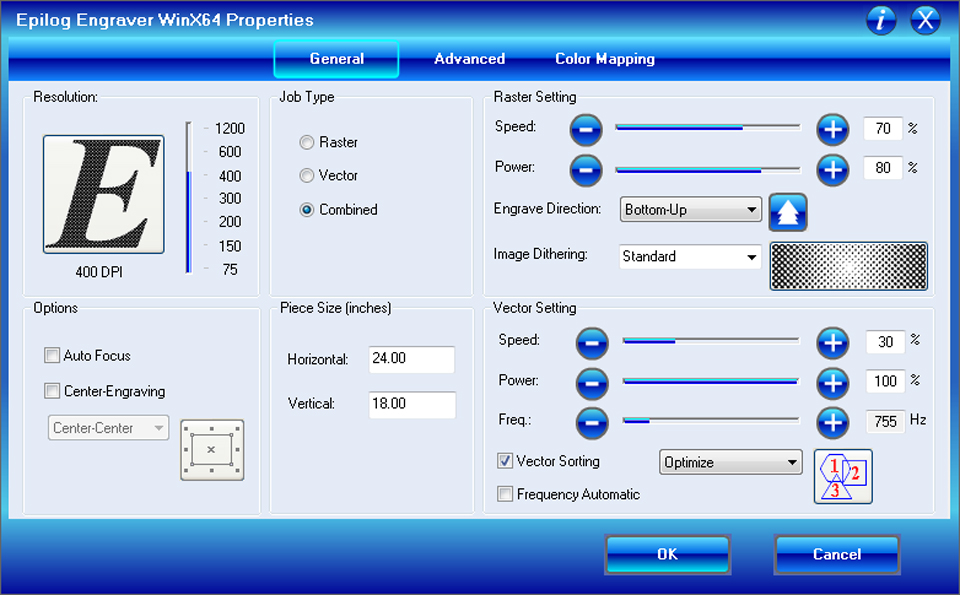 Epilog Engraver WinX64 Properties
i X
General Advanced Color Mapping
Resolution:
E
1200
600
400
300
200
150
75
400 DPI
Job Type
Raster
Vector
Combined
Raster Setting
Speed: 70 %
Power: 80 %
Engrave Direction: Bottom-Up
Image Dithering: Standard
Options
Auto Focus
Center-Engraving
Center-Center
Piece Size (inches)
Horizontal: 24.00
Vertical: 18.00
Vector Setting
Speed: 30 %
Power: 100 %
Freq.: 755 Hz
Vector Sorting Optimize
1 2
3
Frequency Automatic
OK Cancel